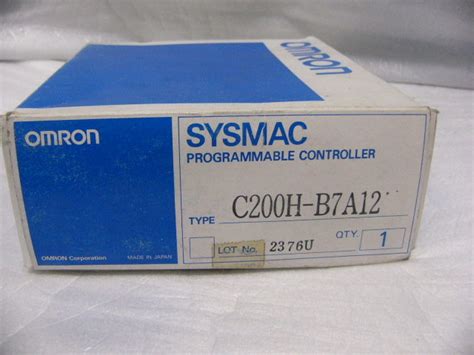 OMRON
OMRON
SYSMAC
PROGRAMMABLE CONTROLLER
TYPE C200H-B7A12
LOT No. 2376U QTY. 1
OMRON Corporation MADE IN JAPAN